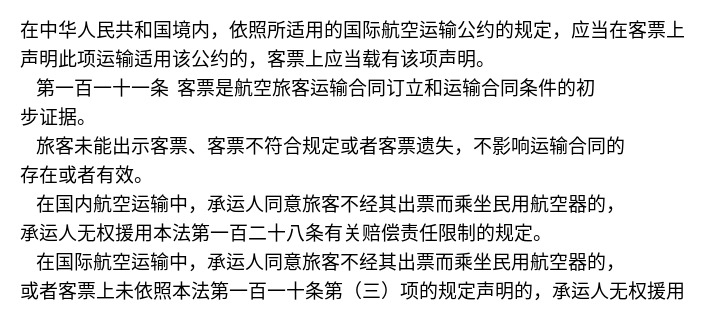 在中华人民共和国境内，依照所适用的国际航空运输公约的规定，应当在客票上
声明此项运输适用该公约的，客票上应当载有该项声明。
第一百一十一条 客票是航空旅客运输合同订立和运输合同条件的初
步证据。
旅客未能出示客票、客票不符合规定或者客票遗失，不影响运输合同的
存在或者有效。
在国内航空运输中，承运人同意旅客不经其出票而乘坐民用航空器的，
承运人无权援用本法第一百二十八条有关赔偿责任限制的规定。
在国际航空运输中，承运人同意旅客不经其出票而乘坐民用航空器的，
或者客票上未依照本法第一百一十条第（三）项的规定声明的，承运人无权援用